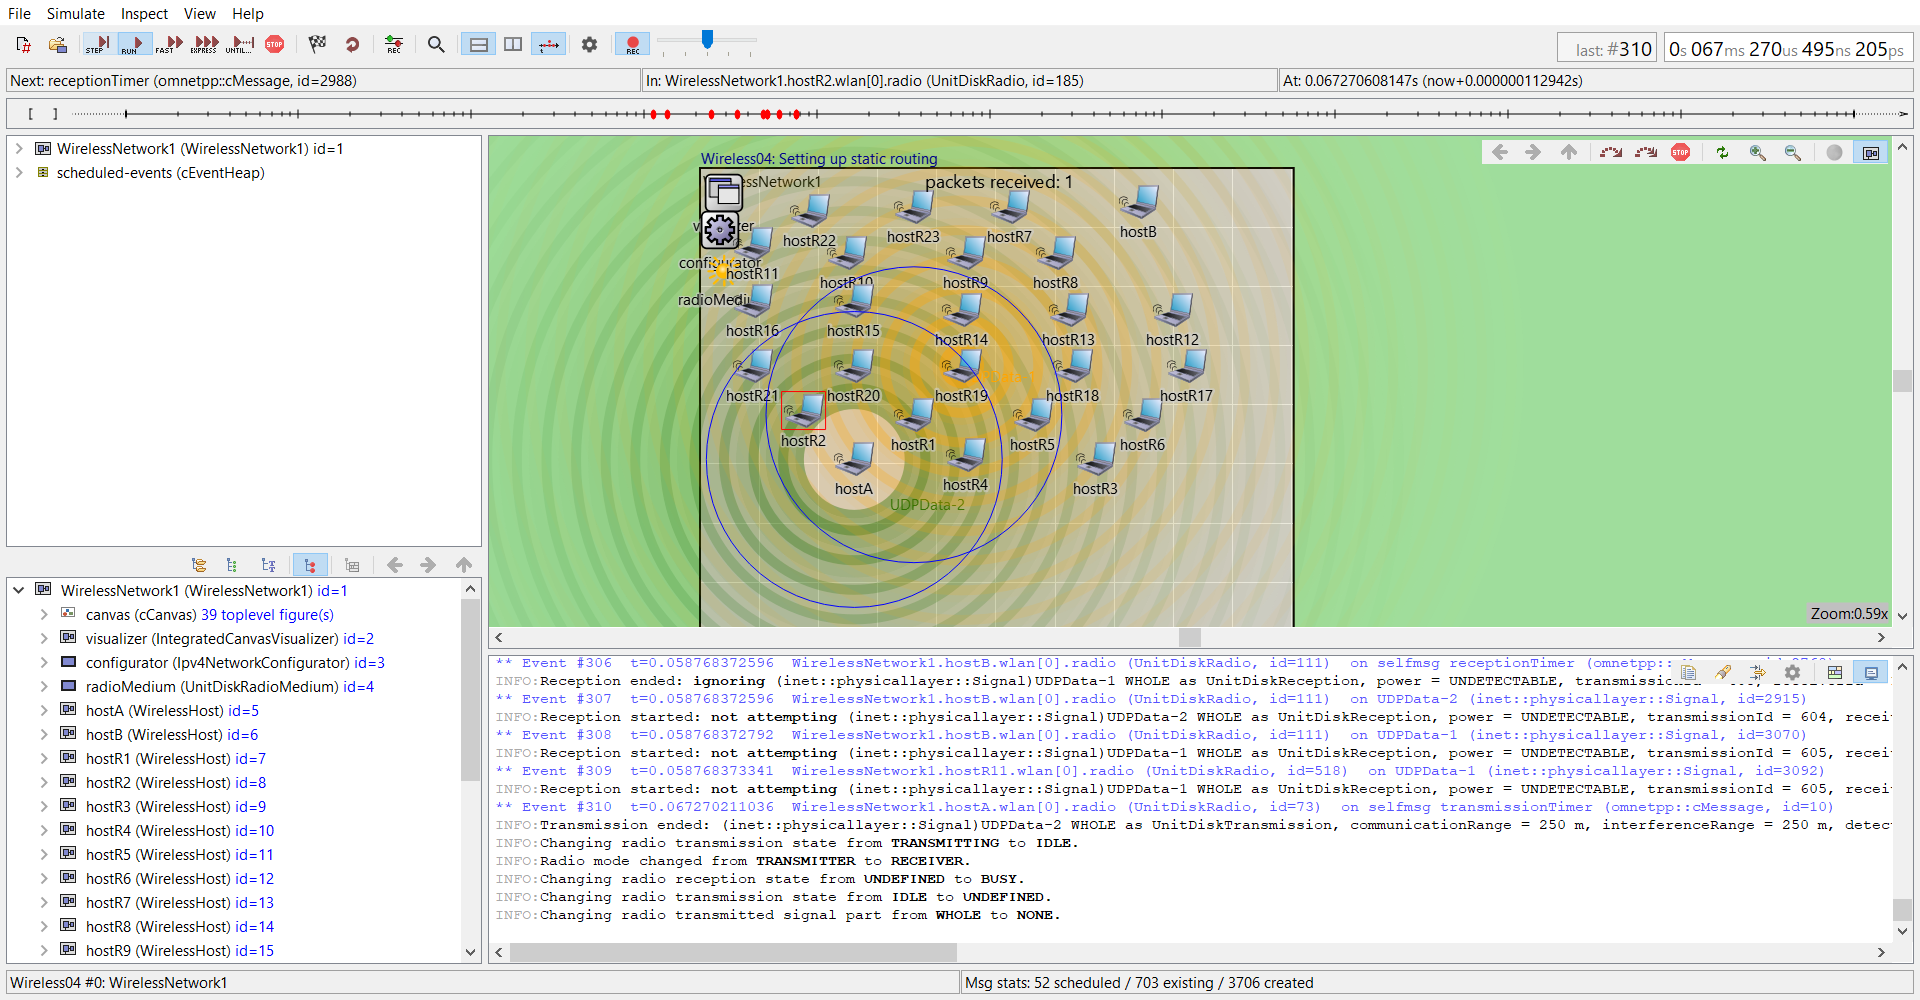 File Simulate Inspect View Help
STEP RUN FAST EXPRESS UNTIL... STOP REC REC
last: #310 0s 067ms 270us 495ns 205ps
Next: receptionTimer (omnetpp::cMessage, id=2988) In: WirelessNetwork1.hostR2.wlan[0].radio (UnitDiskRadio, id=185) At: 0.067270608147s (now+0.000000112942s)
[ ]
WirelessNetwork1 (WirelessNetwork1) id=1
scheduled-events (cEventHeap)
Wireless04: Setting up static routing
STOP
packets received: 1
hostR22
hostR23
hostR7
hostB
configurator
hostR11
hostR10
hostR9
hostR8
hostR16
hostR15
hostR14
hostR13
hostR12
hostR21
hostR20
hostR19
hostR18
hostR17
hostR2
hostR1
hostR5
hostR6
hostA
hostR4
hostR3
UDPData-2
Zoom:0.59x
WirelessNetwork1 (WirelessNetwork1) id=1
canvas (cCanvas) 39 toplevel figure(s)
visualizer (IntegratedCanvasVisualizer) id=2
configurator (Ipv4NetworkConfigurator) id=3
radioMedium (UnitDiskRadioMedium) id=4
hostA (WirelessHost) id=5
hostB (WirelessHost) id=6
hostR1 (WirelessHost) id=7
hostR2 (WirelessHost) id=8
hostR3 (WirelessHost) id=9
hostR4 (WirelessHost) id=10
hostR5 (WirelessHost) id=11
hostR6 (WirelessHost) id=12
hostR7 (WirelessHost) id=13
hostR8 (WirelessHost) id=14
hostR9 (WirelessHost) id=15
** Event #306 t=0.058768372596 WirelessNetwork1.hostB.wlan[0].radio (UnitDiskRadio, id=111) on selfmsg receptionTimer (omnetpp::
INFO:Reception ended: ignoring (inet::physicallayer::Signal)UDPData-1 WHOLE as UnitDiskReception, power = UNDETECTABLE,
** Event #307 t=0.058768372596 WirelessNetwork1.hostB.wlan[0].radio (UnitDiskRadio, id=111) on UDPData-2 (inet::physicallayer::Signal, id=2915)
INFO:Reception started: not attempting (inet::physicallayer::Signal)UDPData-2 WHOLE as UnitDiskReception, power = UNDETECTABLE, transmissionId = 604, recei
** Event #308 t=0.058768372792 WirelessNetwork1.hostB.wlan[0].radio (UnitDiskRadio, id=111) on UDPData-1 (inet::physicallayer::Signal, id=3070)
INFO:Reception started: not attempting (inet::physicallayer::Signal)UDPData-1 WHOLE as UnitDiskReception, power = UNDETECTABLE, transmissionId = 605, recei
** Event #309 t=0.058768373341 WirelessNetwork1.hostR11.wlan[0].radio (UnitDiskRadio, id=518) on UDPData-1 (inet::physicallayer::Signal, id=3092)
INFO:Reception started: not attempting (inet::physicallayer::Signal)UDPData-1 WHOLE as UnitDiskReception, power = UNDETECTABLE, transmissionId = 605, recei
** Event #310 t=0.067270211036 WirelessNetwork1.hostA.wlan[0].radio (UnitDiskRadio, id=73) on selfmsg transmissionTimer (omnetpp::cMessage, id=10)
INFO:Transmission ended: (inet::physicallayer::Signal)UDPData-2 WHOLE as UnitDiskTransmission, communicationRange = 250 m, interferenceRange = 250 m, detec
INFO:Changing radio transmission state from TRANSMITTING to IDLE.
INFO:Radio mode changed from TRANSMITTER to RECEIVER.
INFO:Changing radio reception state from UNDEFINED to BUSY.
INFO:Changing radio transmission state from IDLE to UNDEFINED.
INFO:Changing radio transmitted signal part from WHOLE to NONE.
Wireless04 #0: WirelessNetwork1 Msg stats: 52 scheduled / 703 existing / 3706 created